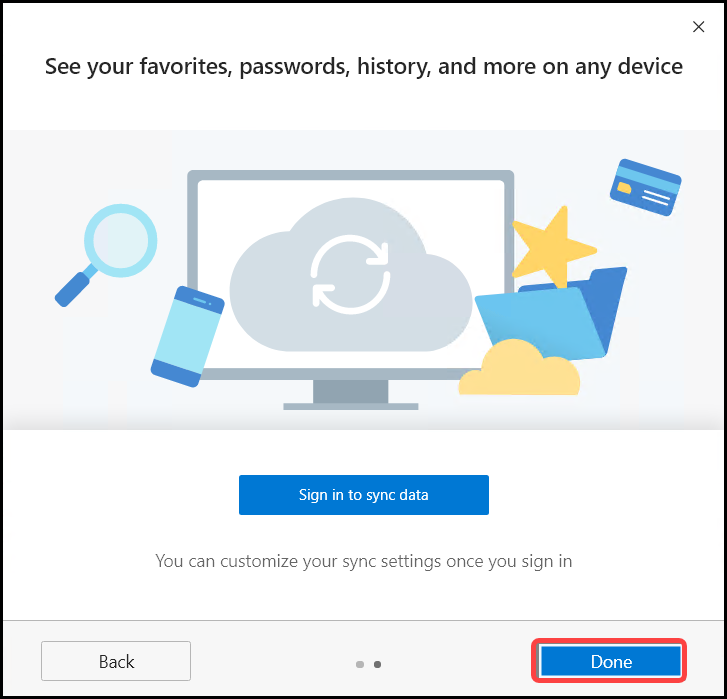 See your favorites, passwords, history, and more on any device
Sign in to sync data
You can customize your sync settings once you sign in
Back
Done